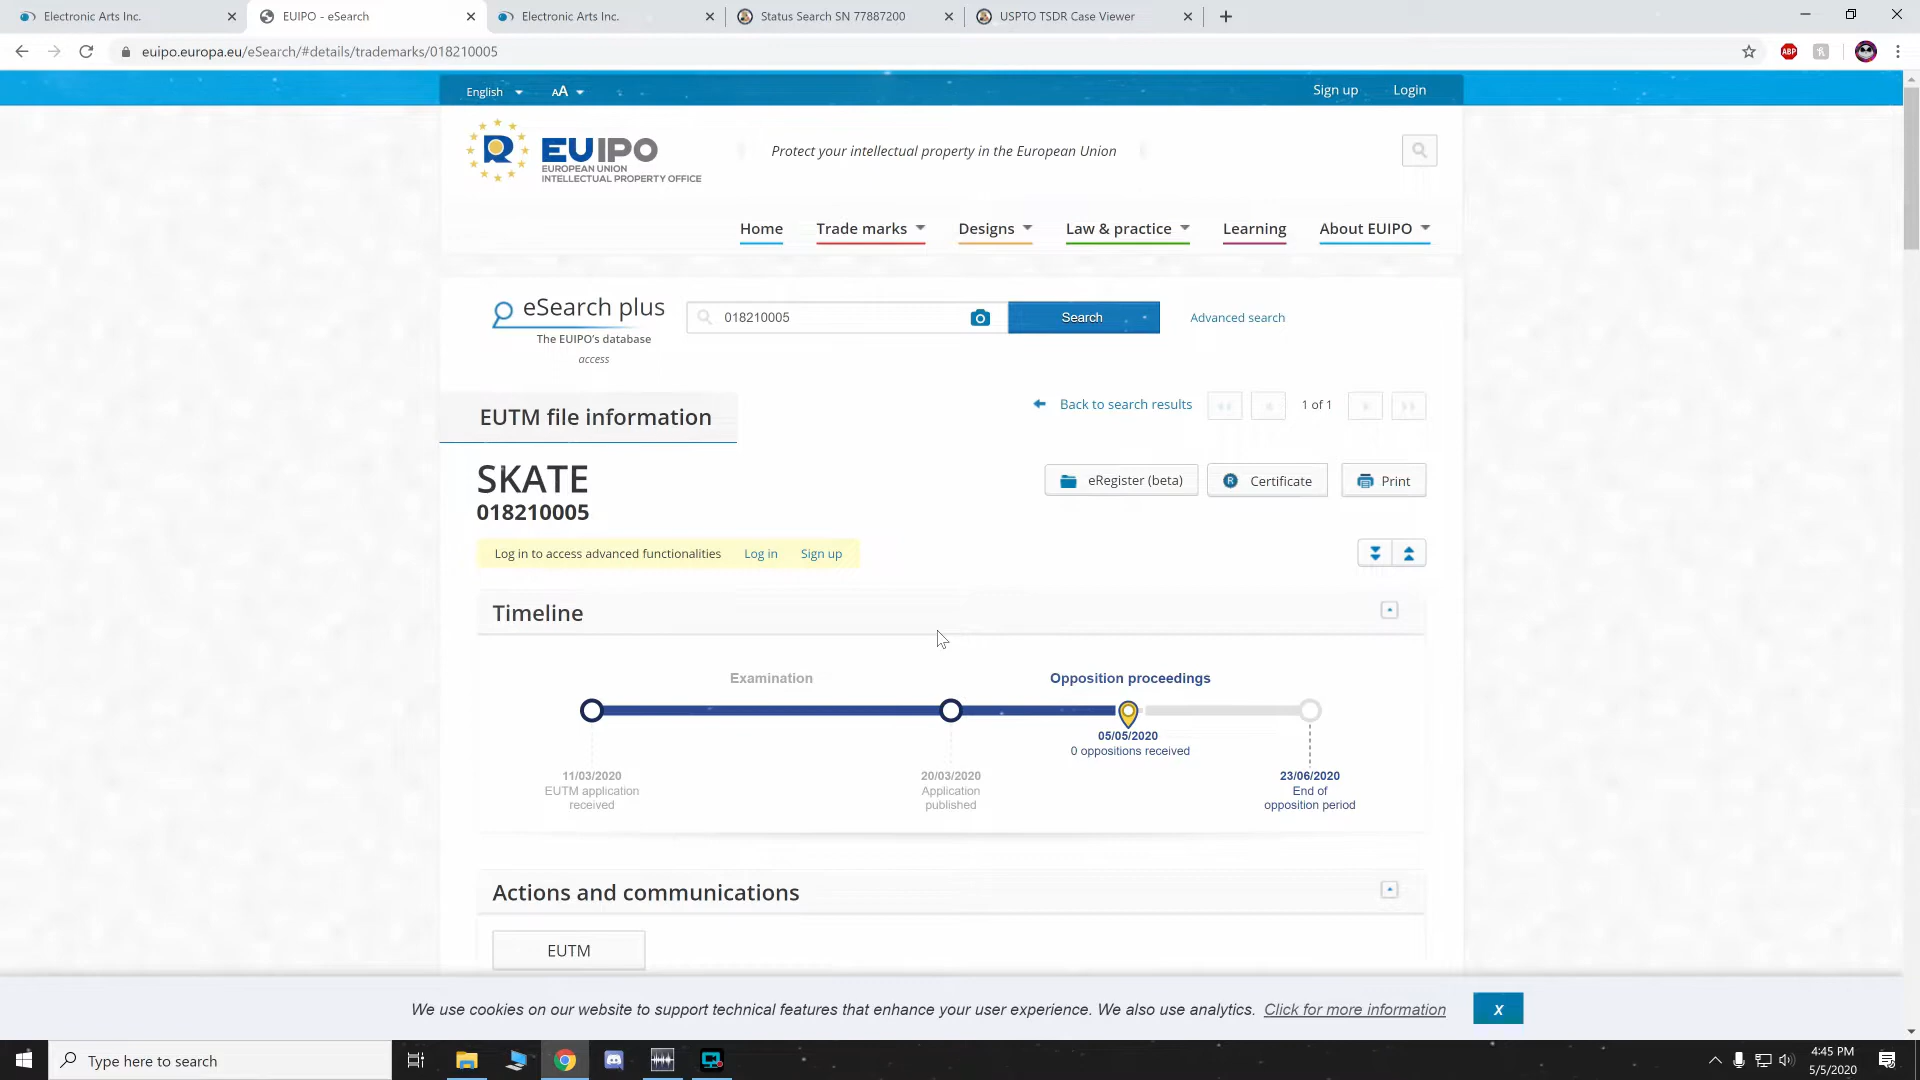 Electronic Arts Inc.
EUIPO - eSearch
Electronic Arts Inc.
Status Search SN 77887200
USPTO TSDR Case Viewer
euipo.europa.eu/eSearch/#details/trademarks/018210005
ABP
English
AA
Sign up
Login
R
EUIPO
EUROPEAN UNION
INTELLECTUAL PROPERTY OFFICE
Protect your intellectual property in the European Union
Home
Trade marks
Designs
Law & practice
Learning
About EUIPO
eSearch plus
The EUIPO's database
access
018210005
Search
Advanced search
EUTM file information
Back to search results
1 of 1
SKATE
018210005
eRegister (beta)
R
Certificate
Print
Log in to access advanced functionalities
Log in
Sign up
Timeline
Examination
Opposition proceedings
05/05/2020
0 oppositions received
11/03/2020
EUTM application
received
20/03/2020
Application
published
23/06/2020
End of
opposition period
Actions and communications
EUTM
We use cookies on our website to support technical features that enhance your user experience. We also use analytics. Click for more information
x
Type here to search
4:45 PM
5/5/2020